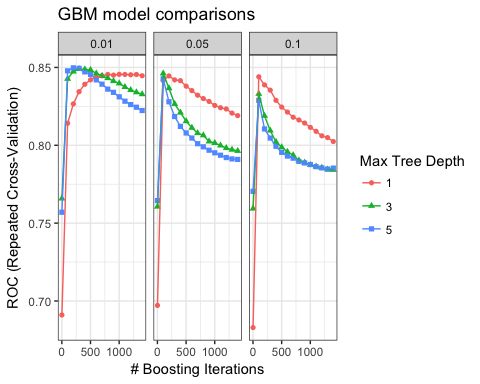 GBM model comparisons
0.01 0.05 0.1
0.85
0.80
0.75
0.70
ROC (Repeated Cross-Validation)
0 500 1000 0 500 1000 0 500 1000
# Boosting Iterations
Max Tree Depth
1
3
5